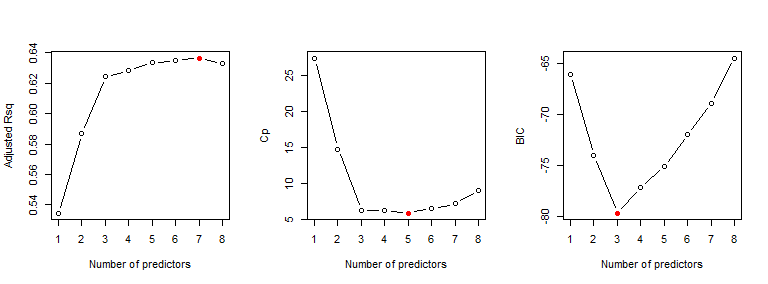 Adjusted Rsq
0.64
0.62
0.60
0.58
0.56
0.54
1 2 3 4 5 6 7 8
Number of predictors
Cp
25
20
15
10
5
1 2 3 4 5 6 7 8
Number of predictors
BIC
-65
-70
-75
-80
1 2 3 4 5 6 7 8
Number of predictors